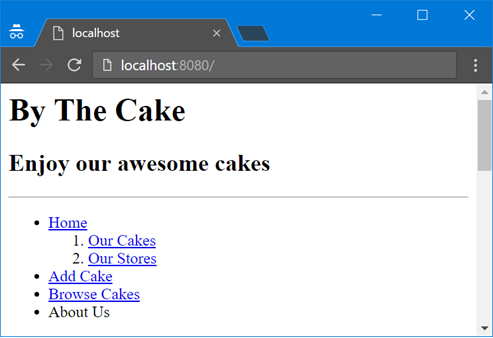 localhost
localhost:8080/
By The Cake
Enjoy our awesome cakes
Home
1. Our Cakes
2. Our Stores
Add Cake
Browse Cakes
About Us